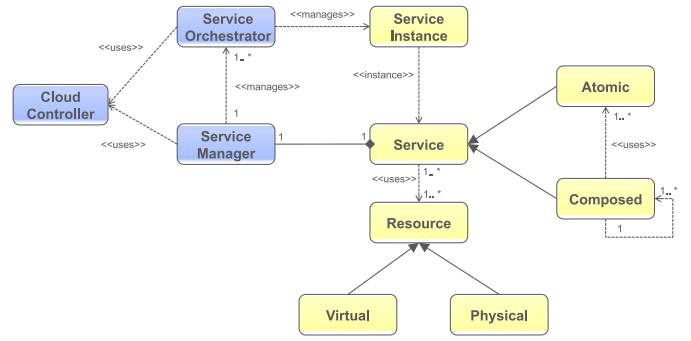 Service
Orchestrator
<<manages>>
Service
Instance
<<uses>>
1.. *
<<manages>>
<<instance>>
Cloud
Controller
Atomic
1.. *
<<uses>>
1
Service
Manager
1
1
Service
<<uses>>
1.. *
<<uses>>
1.. *
Composed
1.. *
1
Resource
Virtual
Physical